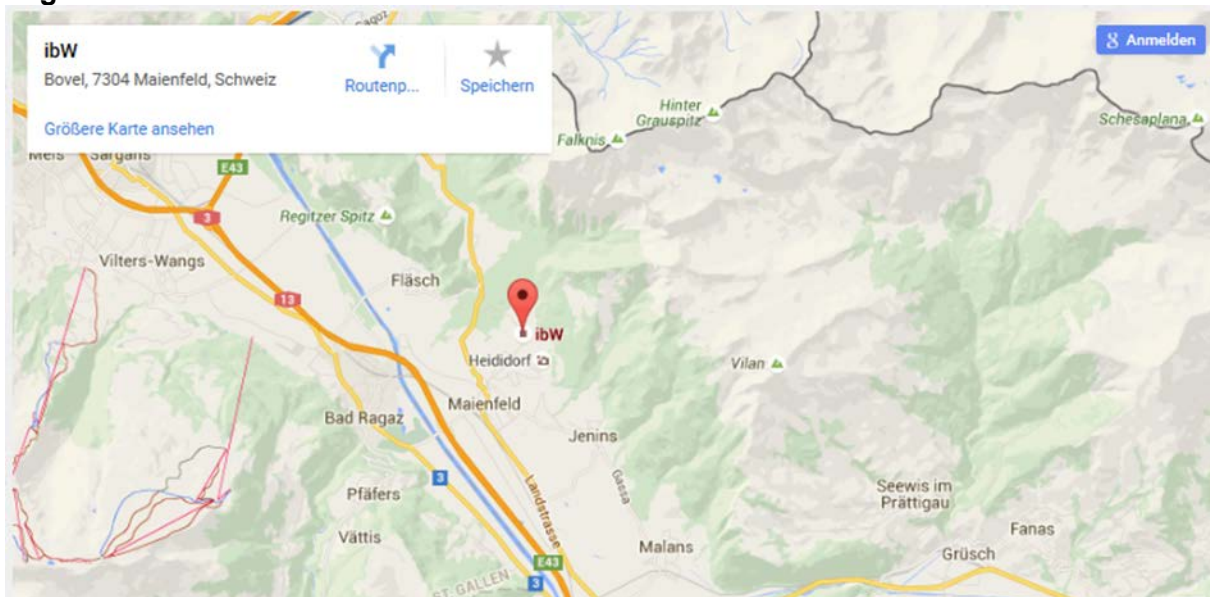 ibW
Bovel, 7304 Maienfeld, Schweiz
Routenp...
Speichern
Größere Karte ansehen
8 Anmelden
Hinter
Grauspitz
Falknis
Schesaplana
Sargans
E43
3
Regitzer Spitz
Vilters-Wangs
Fläsch
13
ibW
Heididorf
Vilan
Maienfeld
Bad Ragaz
Jenins
3
Gassa
Landstrasse
Pfäfers
Seewis im
Prättigau
Vättis
Fanas
Malans
Grüsch
E43
3
ST. GALLEN